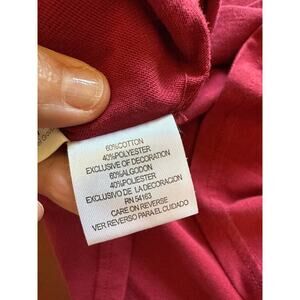 60%COTTON
40%POLYESTER
EXCLUSIVE OF DECORATION
60%ALGODON
40%POLIESTER
EXCLUSIVO DE LA DECORACION
RN 54163
CARE ON REVERSE
VER REVERSO PARA EL CUIDADO